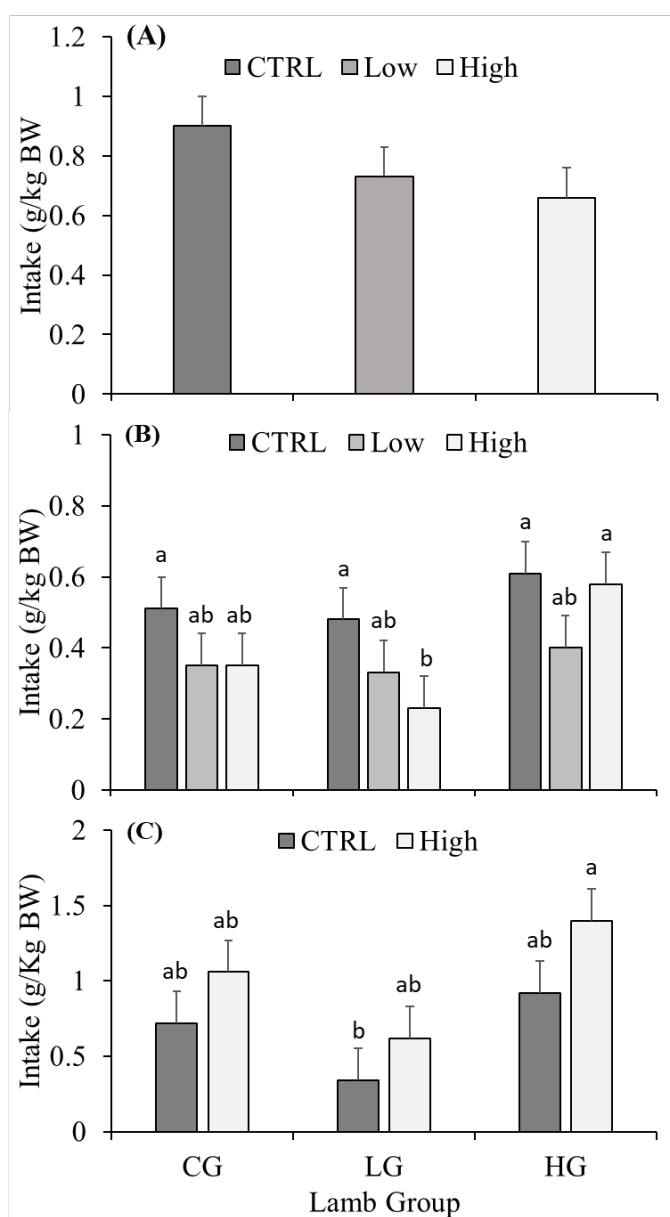 (A)
CTRL Low High
Intake (g/kg BW
1.2
1
0.8
0.6
0.4
0.2
0
(B)
CTRL Low High
Intake (g/kg BW)
1
0.8
0.6
0.4
0.2
0
a ab ab a ab b a ab a
(C)
CTRL High
Intake (g/Kg BW)
2
1.5
1
0.5
0
ab ab b ab ab a
CG LG HG
Lamb Group